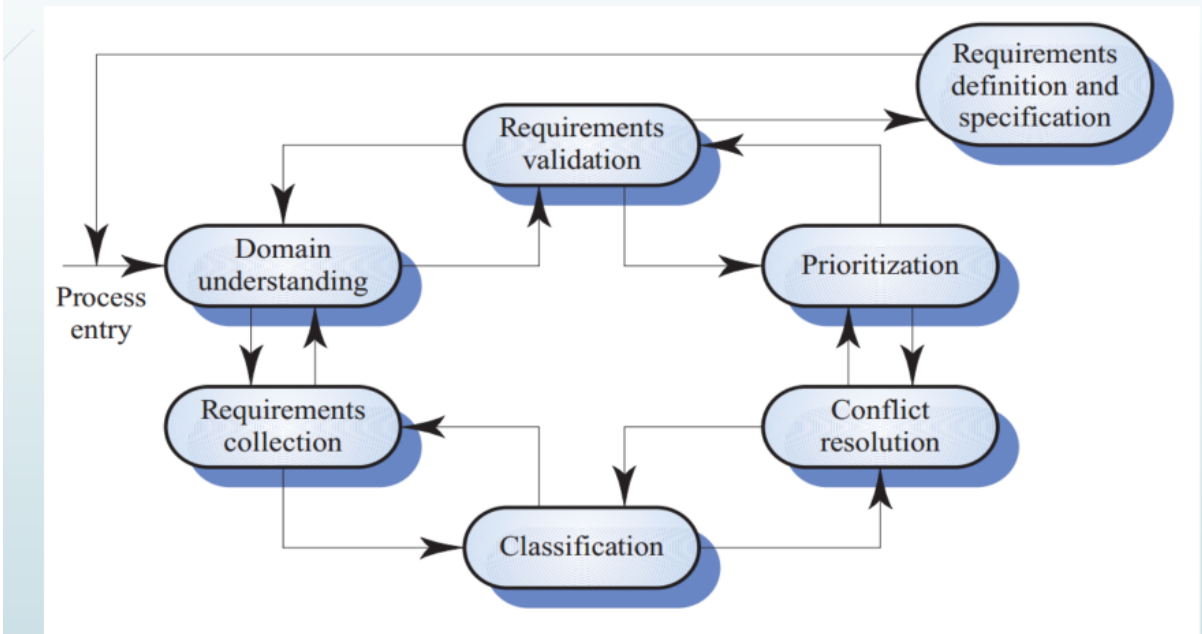 Requirements
definition and
specification
Requirements
validation
Domain
understanding
Prioritization
Process
entry
Requirements
collection
Conflict
resolution
Classification